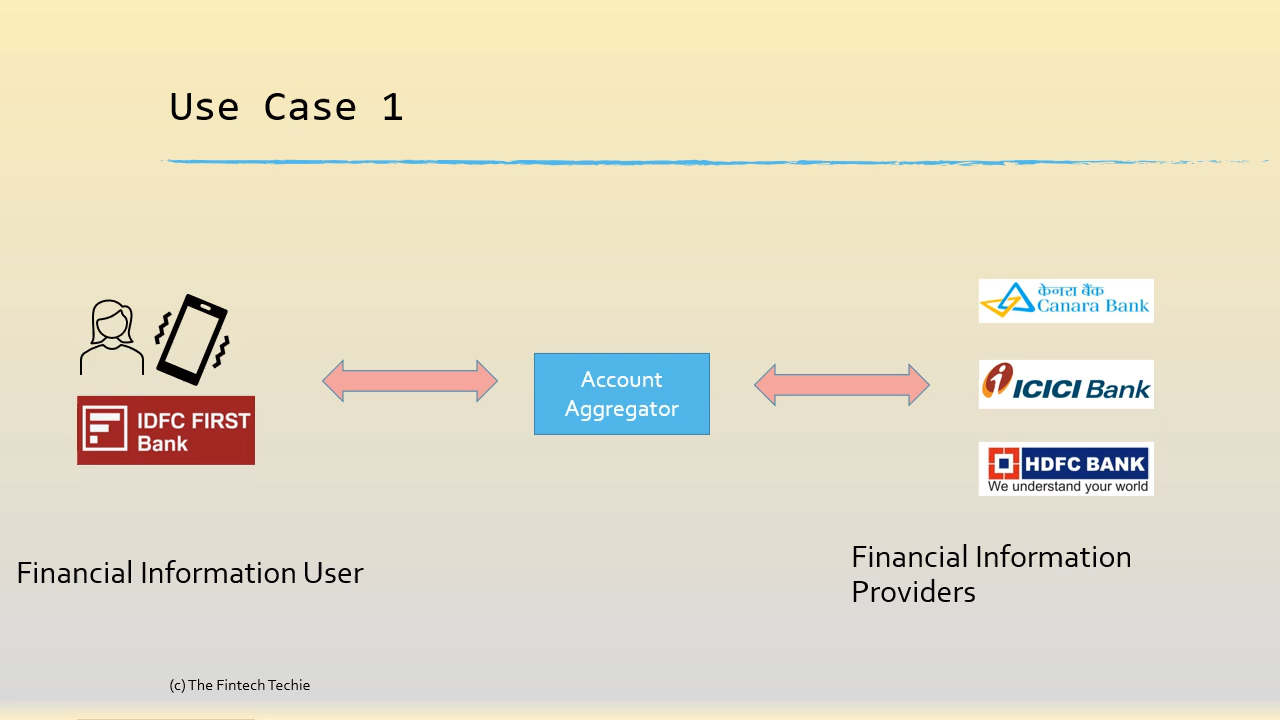 Use Case 1
केनरा बैंक
Canara Bank
Account
Aggregator
ICICI Bank
IDFC FIRST
Bank
HDFC BANK
We understand your world
Financial Information User
Financial Information
Providers
(c) The Fintech Techie